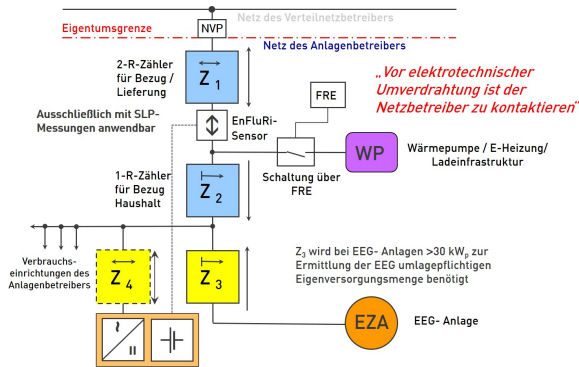 Netz des Verteilnetzbetreibers
Eigentumsgrenze
NVP
Netz des Anlagenbetreibers
2-R-Zähler
für Bezug /
Lieferung
Z 1
„Vor elektrotechnischer
Umverdrahtung ist der
Netzbetreiber zu kontaktieren“
FRE
Ausschließlich mit SLP-
Messungen anwendbar
EnFluRi-
Sensor
WP
Wärmepumpe / E-Heizung/
Ladeinfrastruktur
Schaltung über
FRE
1-R-Zähler
für Bezug
Haushalt
Z 2
Verbrauchs-
einrichtungen des
Anlagenbetreibers
Z 4
Z 3
Z3 wird bei EEG- Anlagen >30 kWp zur
Ermittlung der EEG umlagepflichtigen
Eigenversorgungsmenge benötigt
EZA
EEG- Anlage